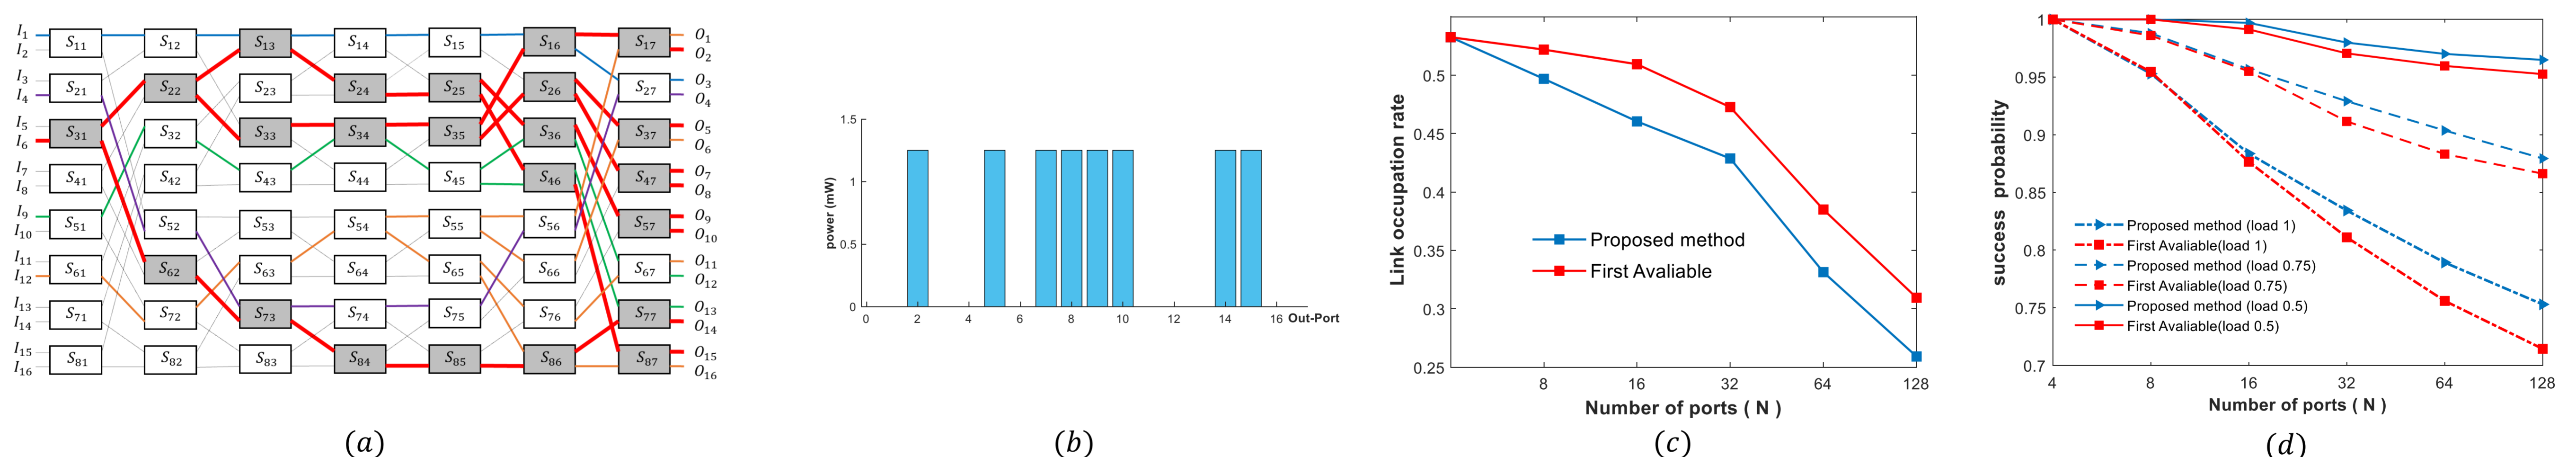 I1 S11 S12 S13 S14 S15 S16 S17 O1
I2 O2
I3 S21 S22 S23 S24 S25 S26 S27 O3
I4 O4
I5 S31 S32 S33 S34 S35 S36 S37 O5
I6 O6
I7 S41 S42 S43 S44 S45 S46 S47 O7
I8 O8
I9 S51 S52 S53 S54 S55 S56 S57 O9
I10 O10
I11 S61 S62 S63 S64 S65 S66 S67 O11
I12 O12
I13 S71 S72 S73 S74 S75 S76 S77 O13
I14 O14
I15 S81 S82 S83 S84 S85 S86 S87 O15
I16 O16
(a)
power (mW)
1.5
1
0.5
0
0 2 4 6 8 10 12 14 16 Out-Port
(b)
Link occupation rate
0.5
0.45
0.4
0.35
0.3
0.25
Proposed method
First Avaliable
8 16 32 64 128
Number of ports ( N )
(c)
success probability
1
0.95
0.9
0.85
0.8
0.75
0.7
Proposed method (load 1)
First Avaliable(load 1)
Proposed method (load 0.75)
First Avaliable(load 0.75)
Proposed method (load 0.5)
First Avaliable(load 0.5)
4 8 16 32 64 128
Number of ports ( N )
(d)